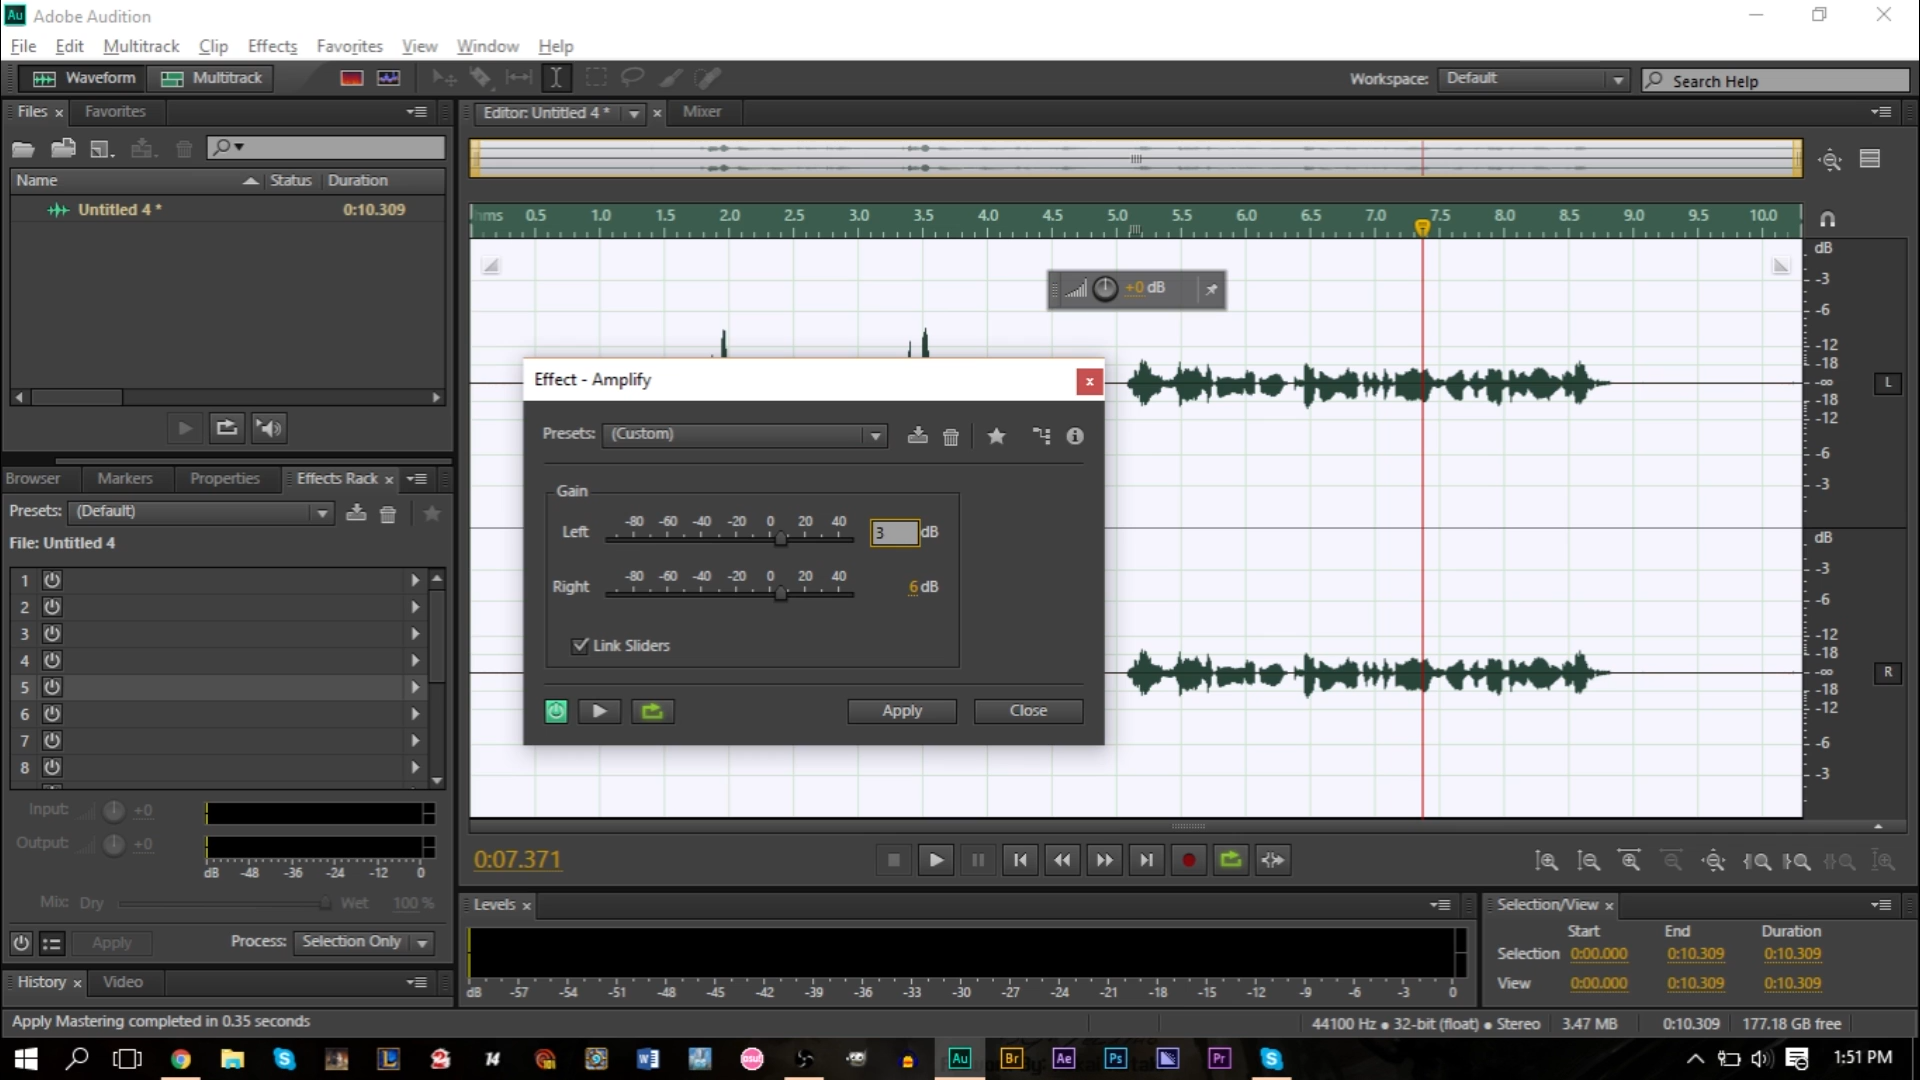 Au Adobe Audition
File Edit Multitrack Clip Effects Favorites View Window Help
Waveform Multitrack Workspace: Default Search Help
Files x Favorites
Editor: Untitled 4 * x Mixer
Name Status Duration
Untitled 4 * 0:10.309
hms 0.5 1.0 1.5 2.0 2.5 3.0 3.5 4.0 4.5 5.0 5.5 6.0 6.5 7.0 7.5 8.0 8.5 9.0 9.5 10.0
+0 dB
dB
-3
-6
-12
-18
-∞
-18
-12
-6
-3
L
dB
-3
-6
-12
-18
-∞
-18
-12
-6
-3
R
Effect - Amplify x
Presets: (Custom)
Gain
-80 -60 -40 -20 0 20 40
Left 3 dB
-80 -60 -40 -20 0 20 40
Right 6 dB
Link Sliders
Apply Close
Browser Markers Properties Effects Rack x
Presets: (Default)
File: Untitled 4
1
2
3
4
5
6
7
8
Input: +0
Output: +0
dB -48 -36 -24 -12 0
Mix: Dry Wet 100 %
Apply Process: Selection Only
History x Video
0:07.371
Levels x
dB -57 -54 -51 -48 -45 -42 -39 -36 -33 -30 -27 -24 -21 -18 -15 -12 -9 -6 -3 0
Selection/View x
Start End Duration
Selection 0:00.000 0:10.309 0:10.309
View 0:00.000 0:10.309 0:10.309
Apply Mastering completed in 0.35 seconds
44100 Hz ● 32-bit (float) ● Stereo 3.47 MB 0:10.309 177.18 GB free
14 osu! Au Br Ae Ps Pr 1:51 PM